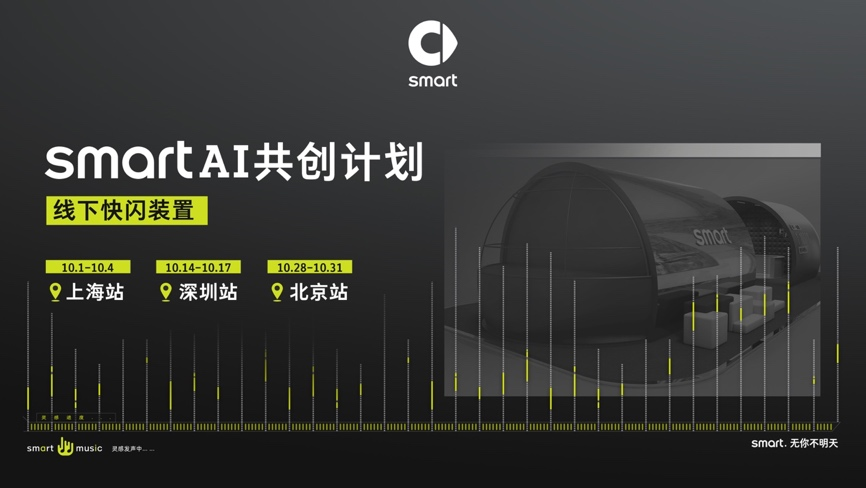 smart
smart AI共创计划
线下快闪装置
10.1-10.4
上海站
10.14-10.17
深圳站
10.28-10.31
北京站
smart
smart music 灵感发声中……
smart. 无你不明天